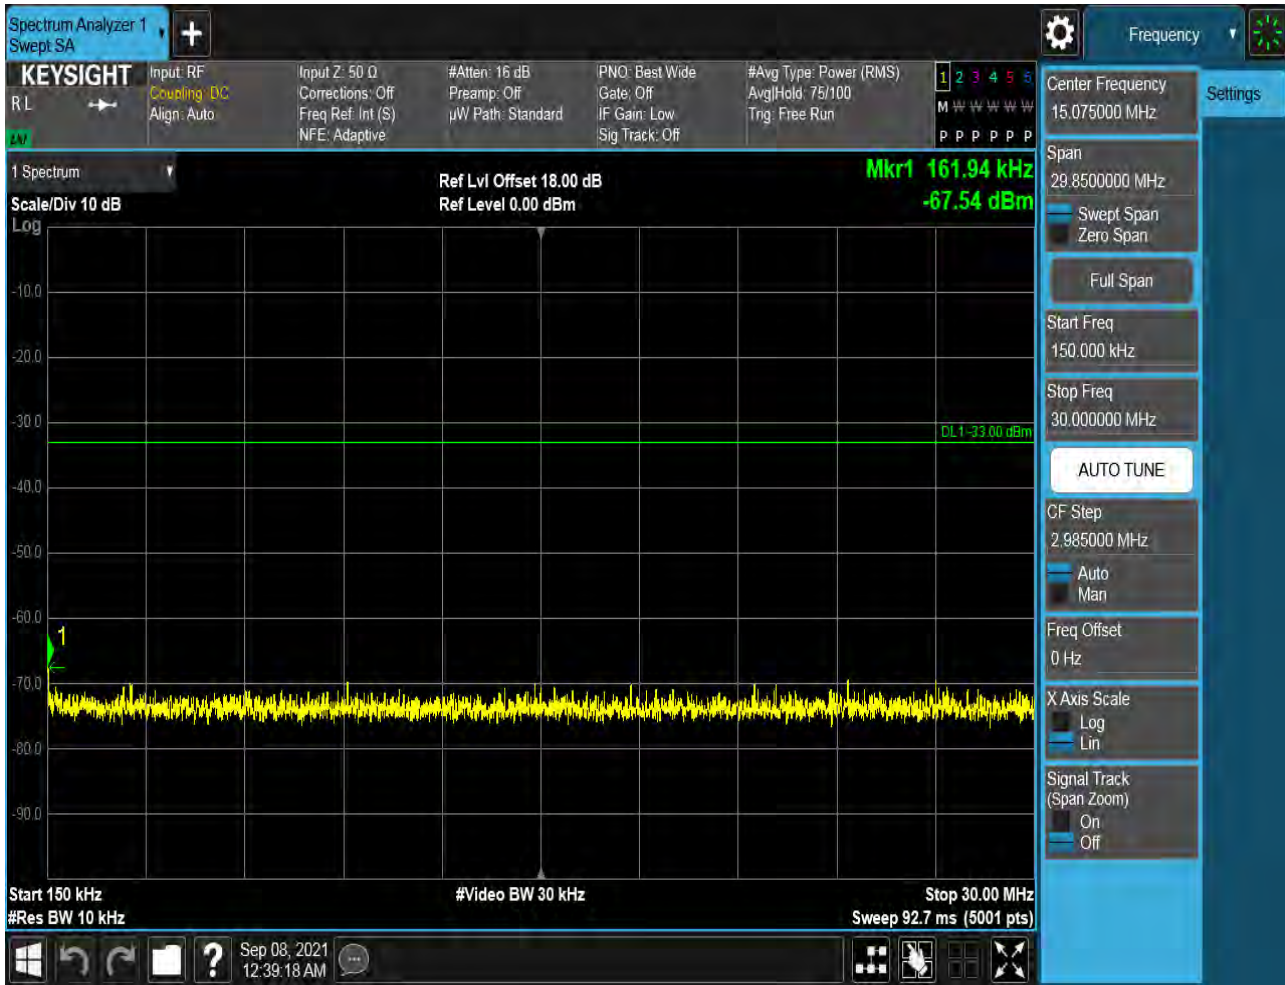 Spectrum Analyzer 1
Swept SA
Frequency
KEYSIGHT
R L
LNI
Input: RF
Coupling: DC
Align: Auto
Input Z: 50 Ω
Corrections: Off
Freq Ref: Int (S)
NFE: Adaptive
#Atten: 16 dB
Preamp: Off
µW Path: Standard
PNO: Best Wide
Gate: Off
IF Gain: Low
Sig Track: Off
#Avg Type: Power (RMS)
Avg|Hold: 75/100
Trig: Free Run
1 2 3 4 5 6
M W W W W W
P P P P P P
1 Spectrum
Scale/Div 10 dB
Log
Ref Lvl Offset 18.00 dB
Ref Level 0.00 dBm
Mkr1 161.94 kHz
-67.54 dBm
-10.0
-20.0
-30.0
DL1 -33.00 dBm
-40.0
-50.0
-60.0
1
-70.0
-80.0
-90.0
Start 150 kHz
#Video BW 30 kHz
Stop 30.00 MHz
#Res BW 10 kHz
Sweep 92.7 ms (5001 pts)
?
Sep 08, 2021
12:39:18 AM
Center Frequency
15.075000 MHz
Settings
Span
29.8500000 MHz
Swept Span
Zero Span
Full Span
Start Freq
150.000 kHz
Stop Freq
30.000000 MHz
AUTO TUNE
CF Step
2.985000 MHz
Auto
Man
Freq Offset
0 Hz
X Axis Scale
Log
Lin
Signal Track
(Span Zoom)
On
Off